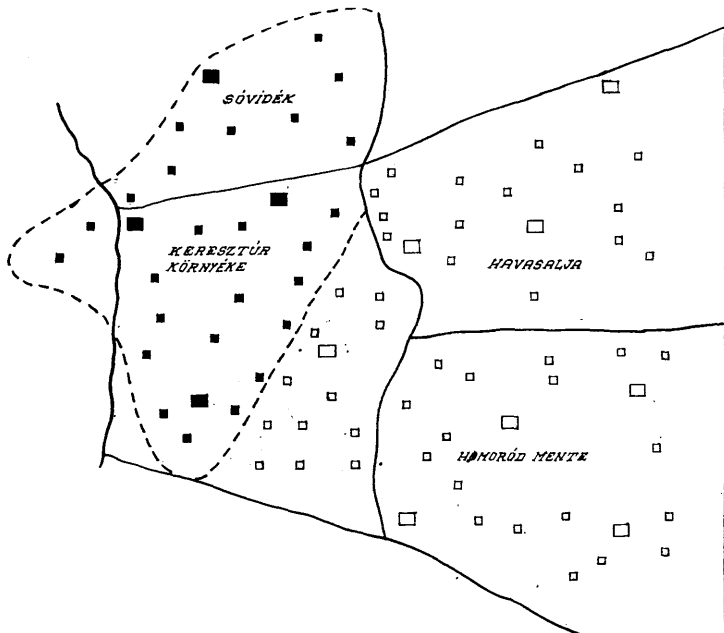 SÓVIDÉK
KERESZTÚR
KÖRNYÉKE
HAVASALJA
HOMORÓD MENTE